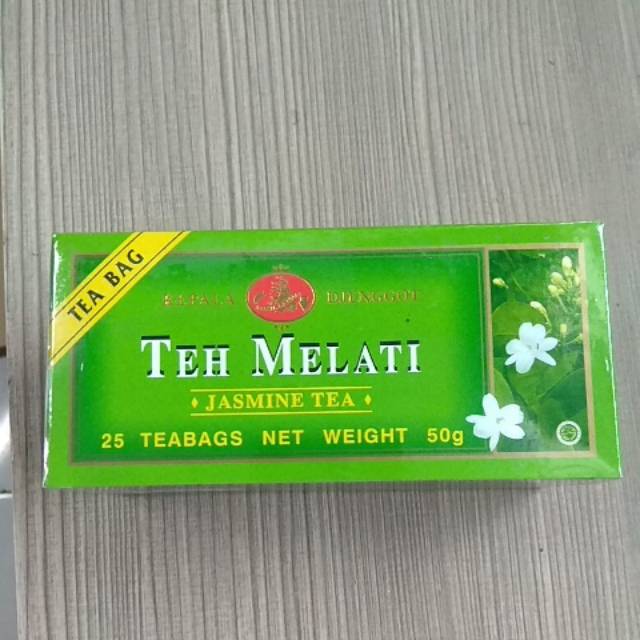 TEA BAG
KEPALA DJENGGOT
TEH MELATI
JASMINE TEA
25 TEABAGS NET WEIGHT 50g